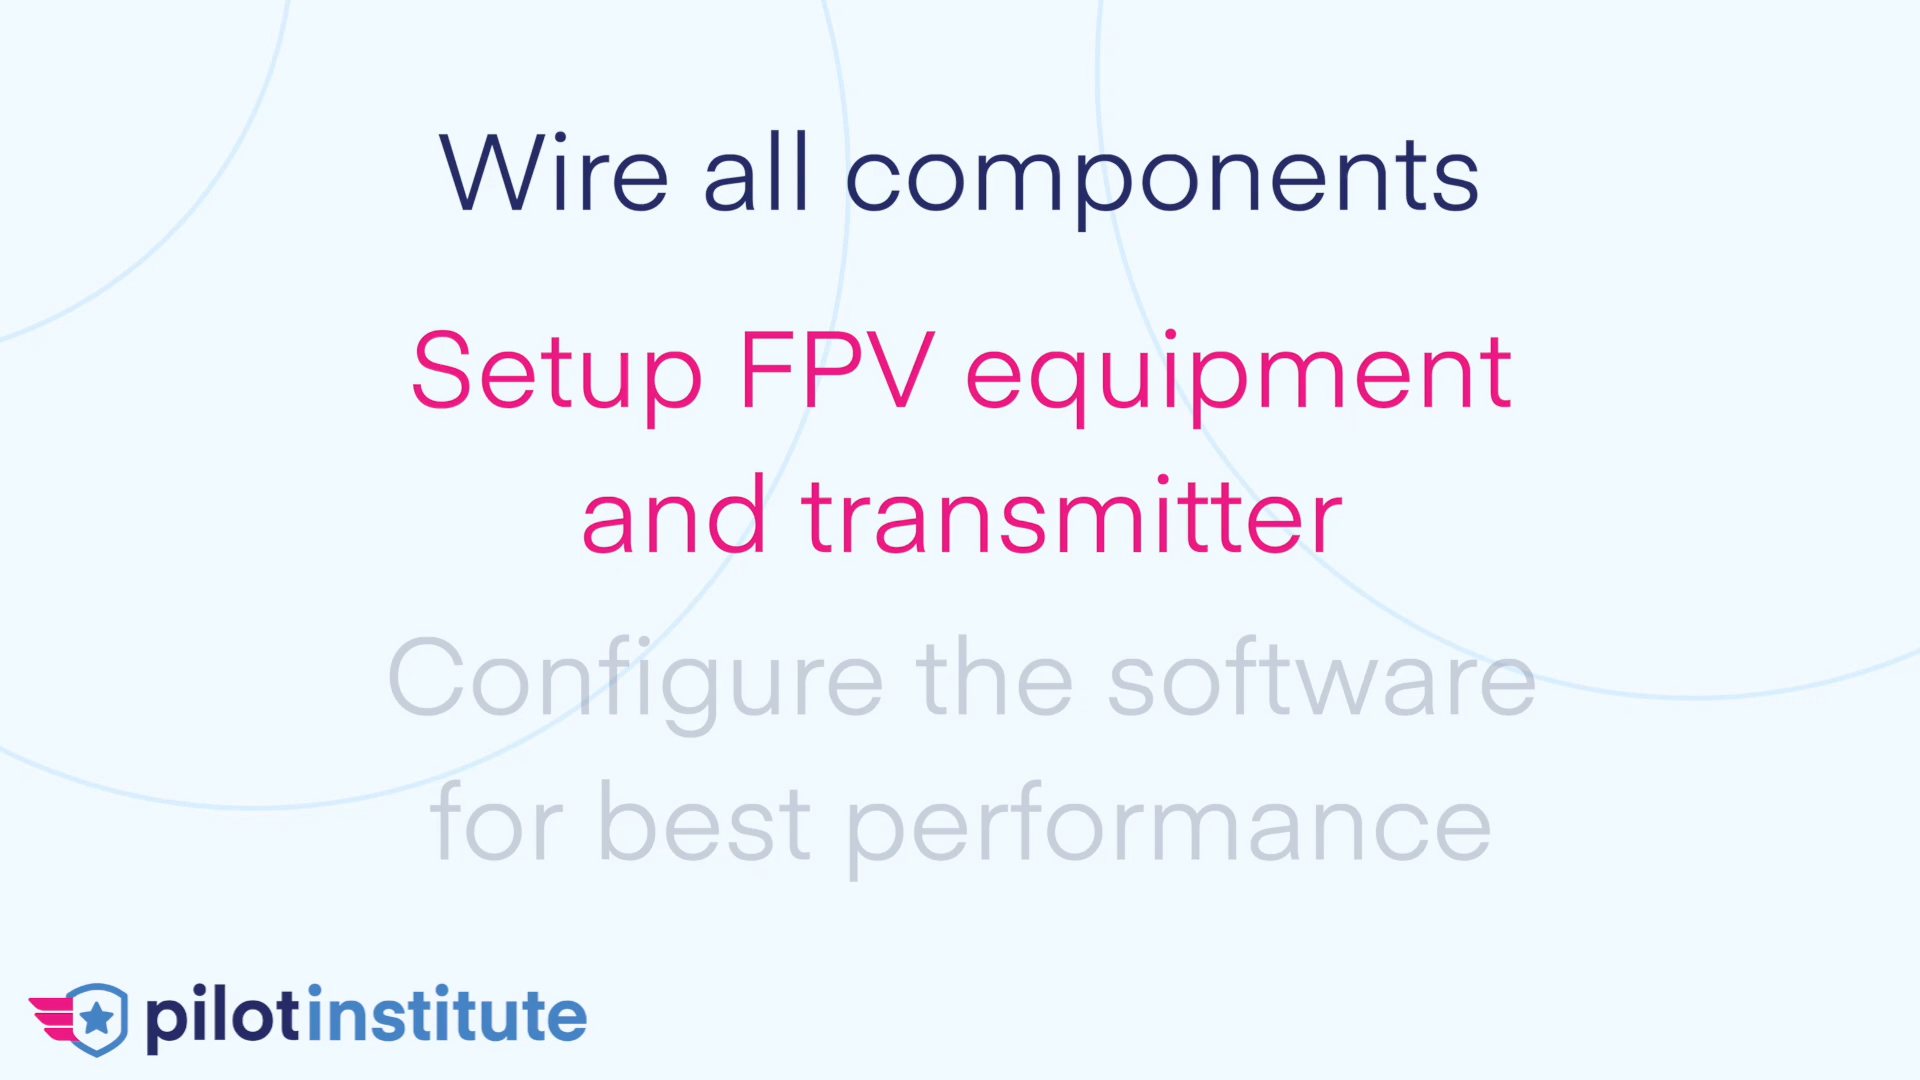 Wire all components
Setup FPV equipment
and transmitter
Configure the software
for best performance
pilotinstitute